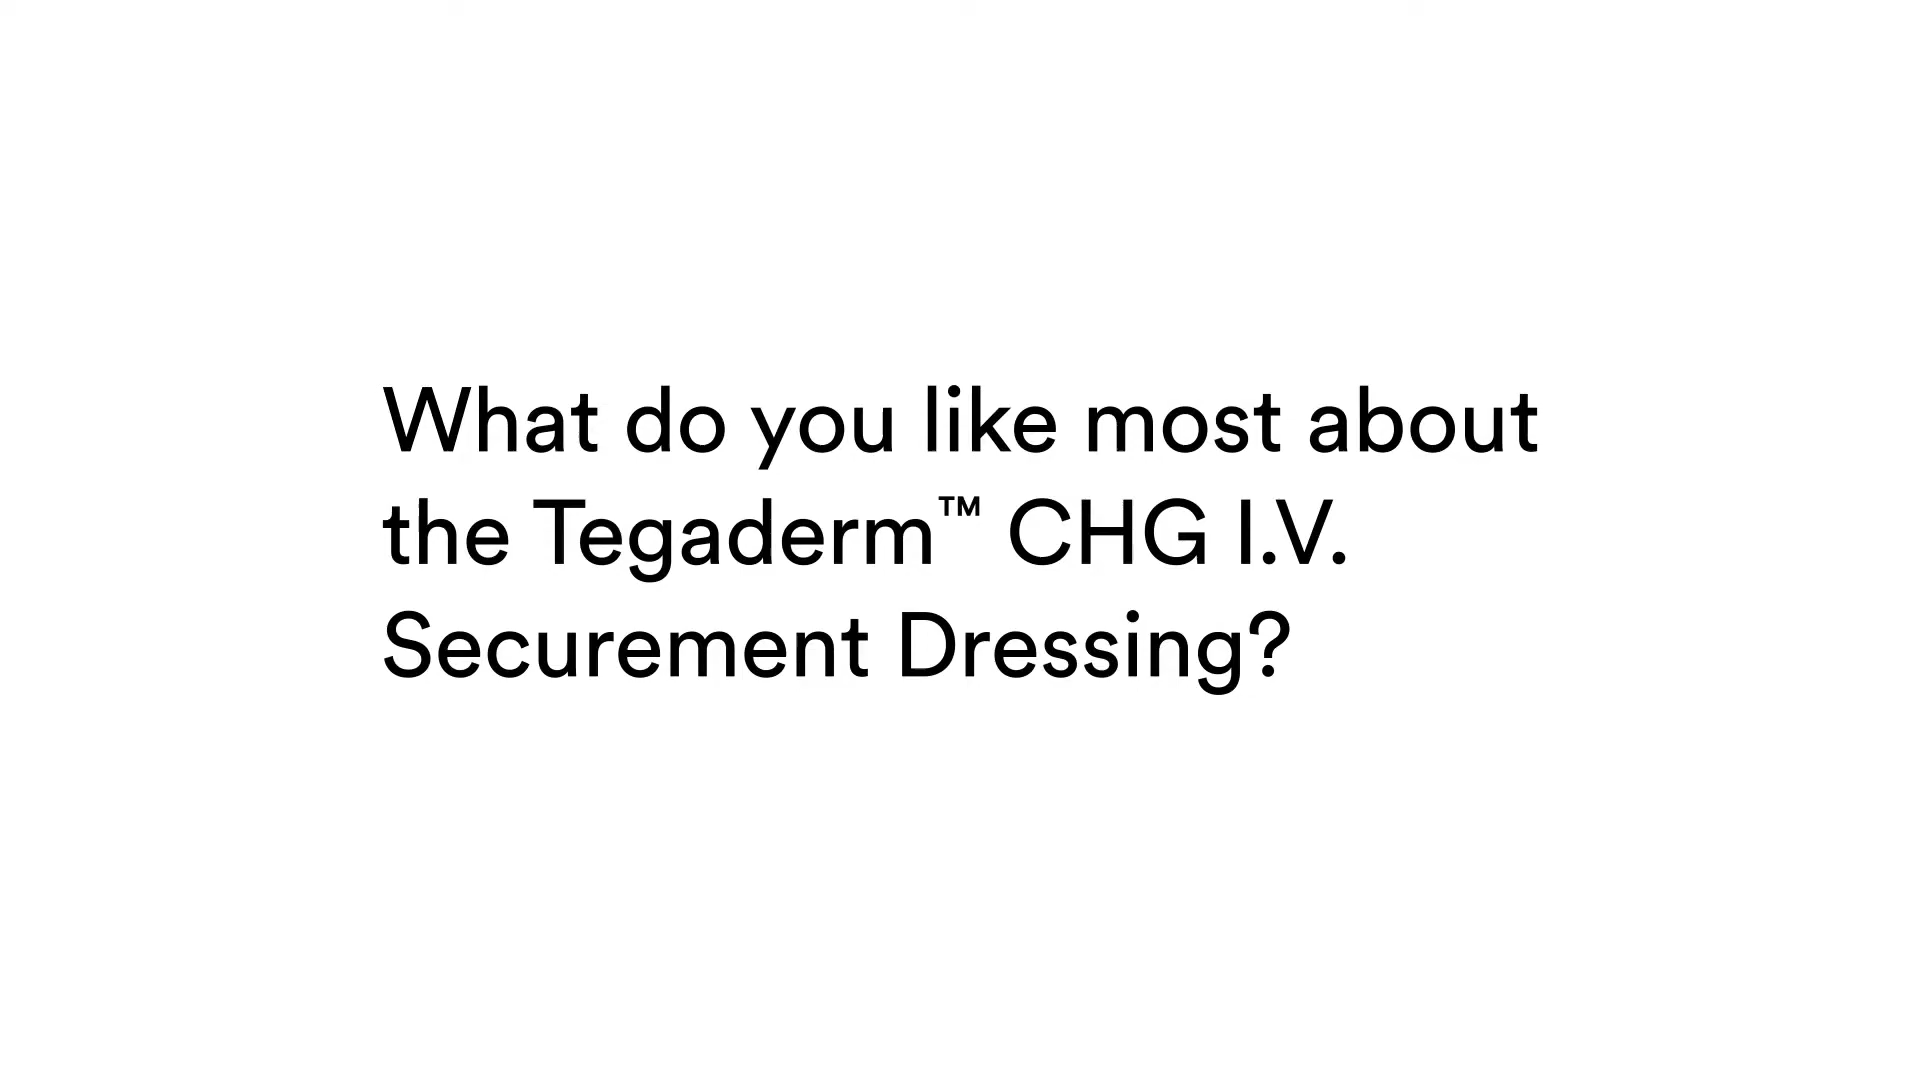 What do you like most about
the Tegaderm™ CHG I.V.
Securement Dressing?